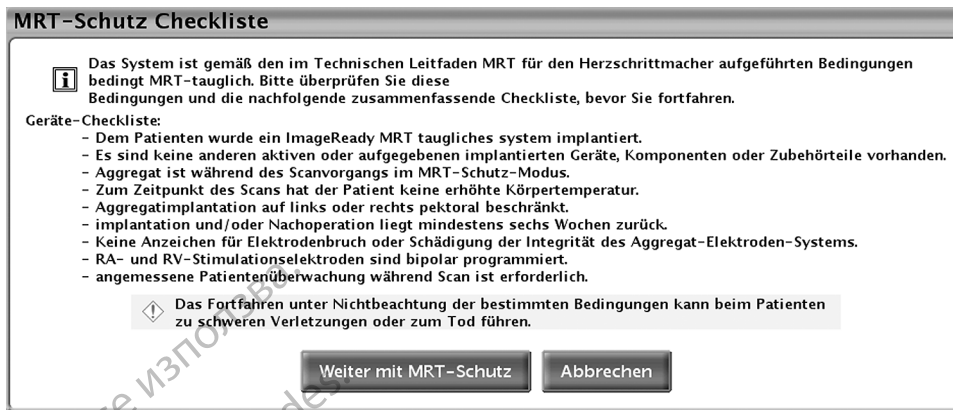 MRT-Schutz Checkliste
Das System ist gemäß den im Technischen Leitfaden MRT für den Herzschrittmacher aufgeführten Bedingungen
bedingt MRT-tauglich. Bitte überprüfen Sie diese
Bedingungen und die nachfolgende zusammenfassende Checkliste, bevor Sie fortfahren.
Geräte-Checkliste:
- Dem Patienten wurde ein ImageReady MRT taugliches system implantiert.
- Es sind keine anderen aktiven oder aufgegebenen implantierten Geräte, Komponenten oder Zubehörteile vorhanden.
- Aggregat ist während des Scanvorgangs im MRT-Schutz-Modus.
- Zum Zeitpunkt des Scans hat der Patient keine erhöhte Körpertemperatur.
- Aggregatimplantation auf links oder rechts pektoral beschränkt.
- implantation und/oder Nachoperation liegt mindestens sechs Wochen zurück.
- Keine Anzeichen für Elektrodenbruch oder Schädigung der Integrität des Aggregat-Elektroden-Systems.
- RA- und RV-Stimulationselektroden sind bipolar programmiert.
- angemessene Patientenüberwachung während Scan ist erforderlich.
Das Fortfahren unter Nichtbeachtung der bestimmten Bedingungen kann beim Patienten
zu schweren Verletzungen oder zum Tod führen.
Weiter mit MRT-Schutz
Abbrechen